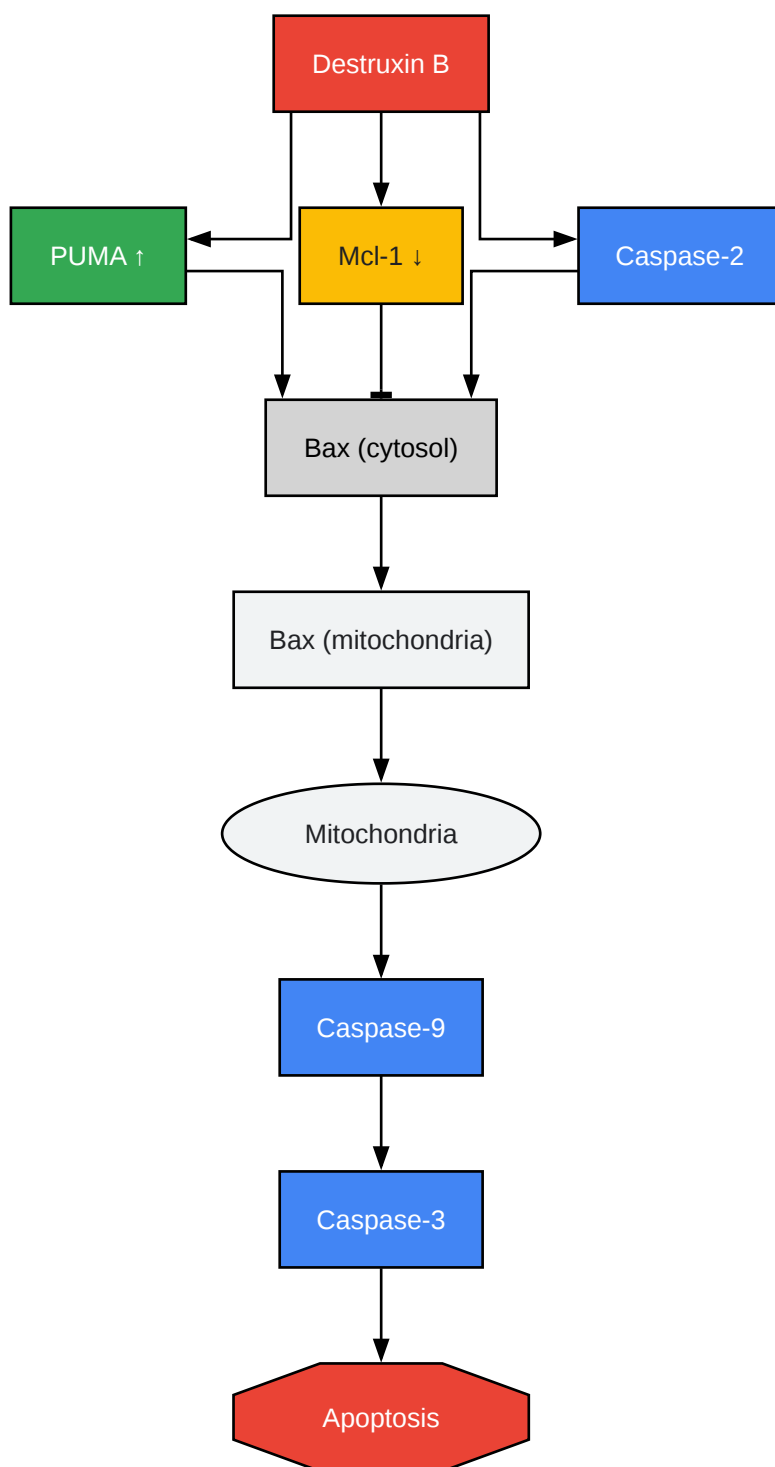 Destruxin B
PUMA ↑
Mcl-1 ↓
Caspase-2
Bax (cytosol)
Bax (mitochondria)
Mitochondria
Caspase-9
Caspase-3
Apoptosis